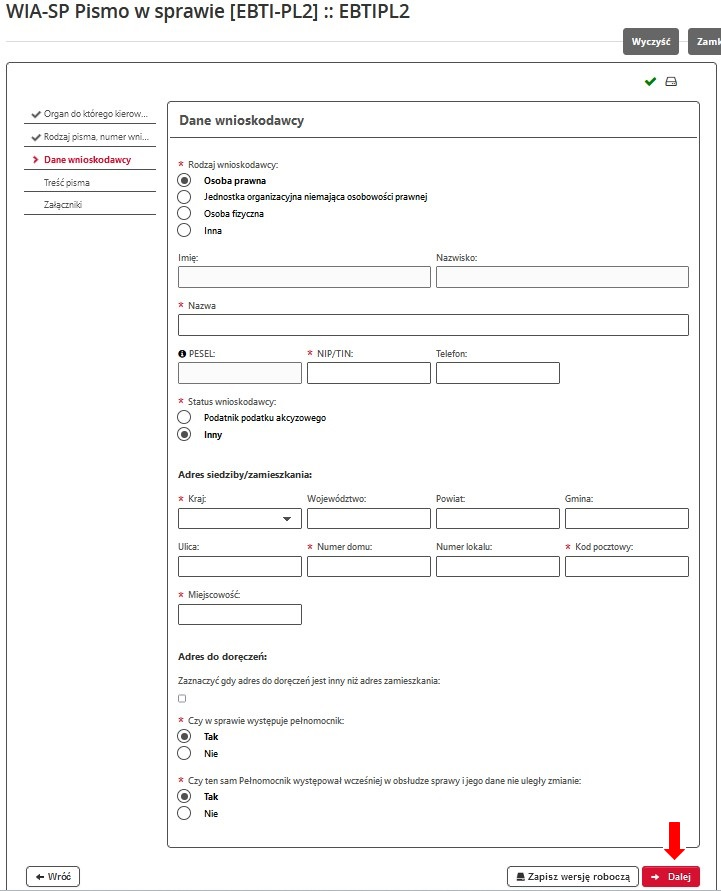 WIA-SP Pismo w sprawie [EBTI-PL2] :: EBTIPL2
Wyczyść Zamk
Organ do którego kierow...
Rodzaj pisma, numer wni...
Dane wnioskodawcy
Treść pisma
Załączniki
Dane wnioskodawcy
* Rodzaj wnioskodawcy:
Osoba prawna
Jednostka organizacyjna niemająca osobowości prawnej
Osoba fizyczna
Inna
Imię: Nazwisko:
* Nazwa
PESEL: * NIP/TIN: Telefon:
* Status wnioskodawcy:
Podatnik podatku akcyzowego
Inny
Adres siedziby/zamieszkania:
* Kraj: Województwo: Powiat: Gmina:
Ulica: * Numer domu: Numer lokalu: * Kod pocztowy:
* Miejscowość:
Adres do doręczeń:
Zaznaczyć gdy adres do doręczeń jest inny niż adres zamieszkania:
* Czy w sprawie występuje pełnomocnik:
Tak
Nie
* Czy ten sam Pełnomocnik występował wcześniej w obsłudze sprawy i jego dane nie uległy zmianie:
Tak
Nie
Wróć Zapisz wersję roboczą Dalej